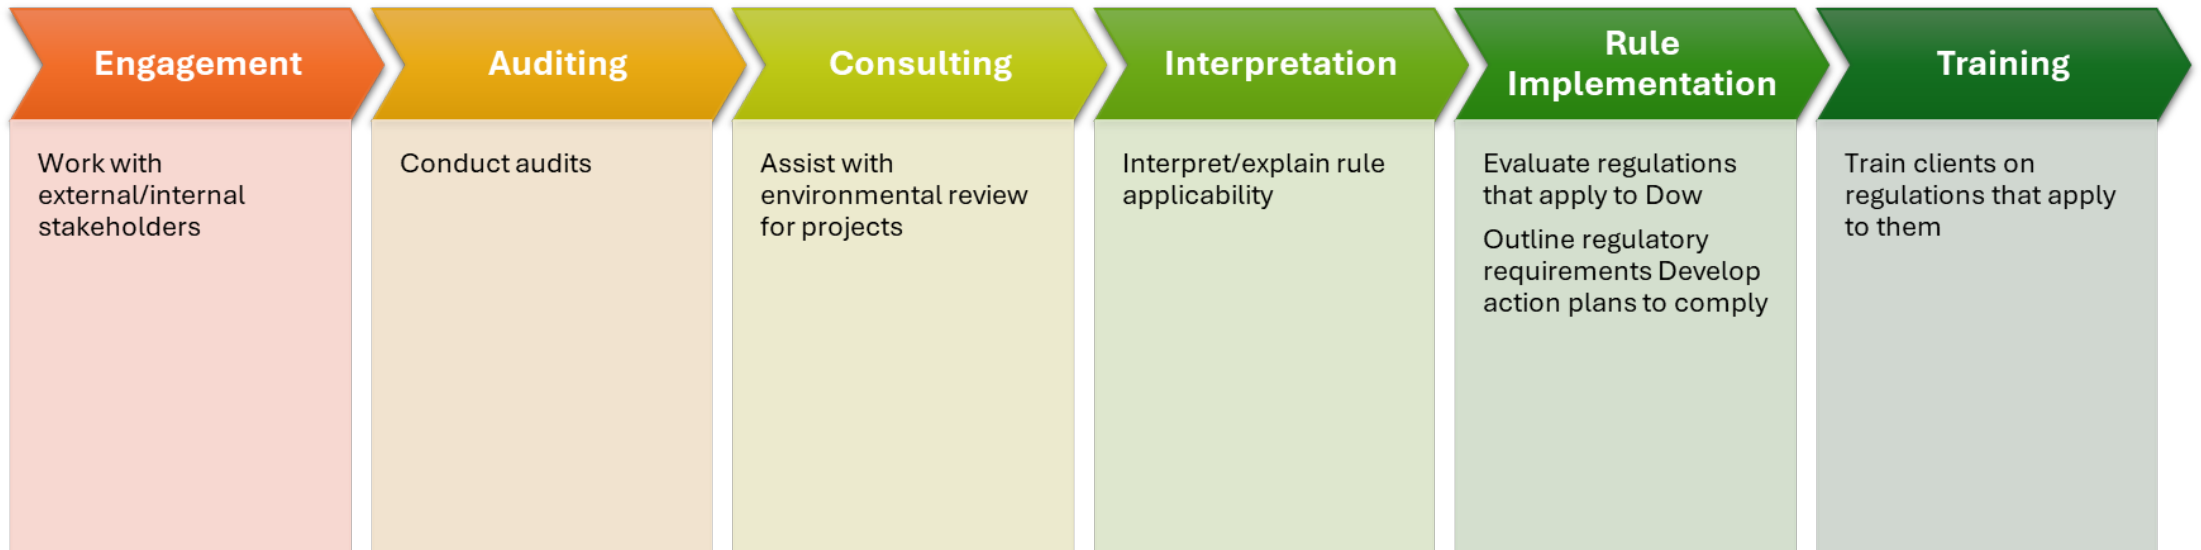 Engagement
Work with
external/internal
stakeholders
Auditing
Conduct audits
Consulting
Assist with
environmental review
for projects
Interpretation
Interpret/explain rule
applicability
Rule
Implementation
Evaluate regulations
that apply to Dow
Outline regulatory
requirements Develop
action plans to comply
Training
Train clients on
regulations that apply
to them